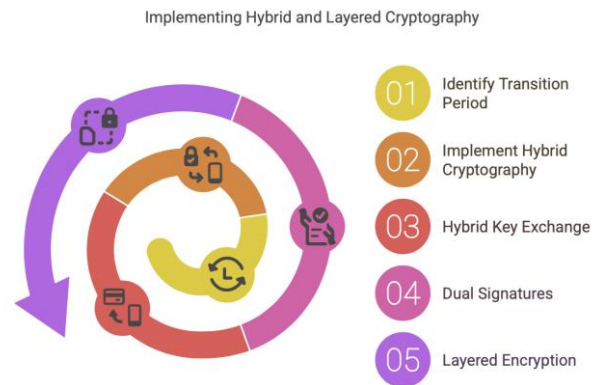 Implementing Hybrid and Layered Cryptography
01
Identify Transition
Period
02
Implement Hybrid
Cryptography
03
Hybrid Key Exchange
04
Dual Signatures
05
Layered Encryption